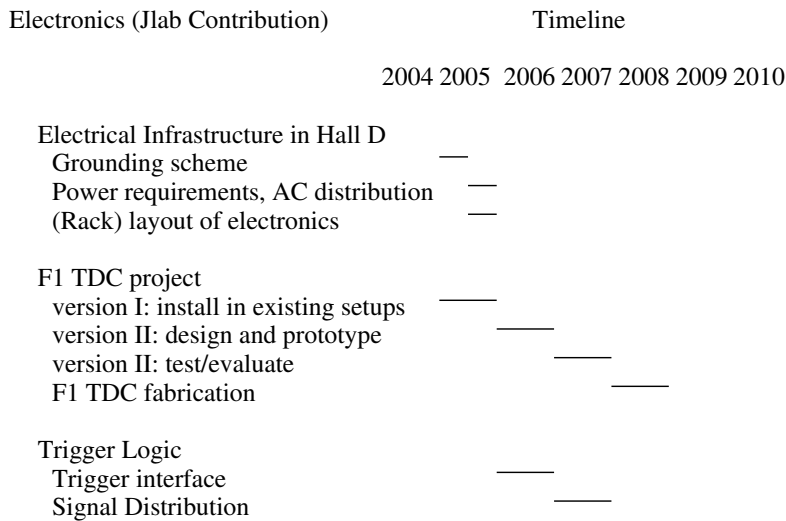 Electronics (Jlab Contribution) Timeline
2004 2005 2006 2007 2008 2009 2010
Electrical Infrastructure in Hall D
Grounding scheme
Power requirements, AC distribution
(Rack) layout of electronics
F1 TDC project
version I: install in existing setups
version II: design and prototype
version II: test/evaluate
F1 TDC fabrication
Trigger Logic
Trigger interface
Signal Distribution